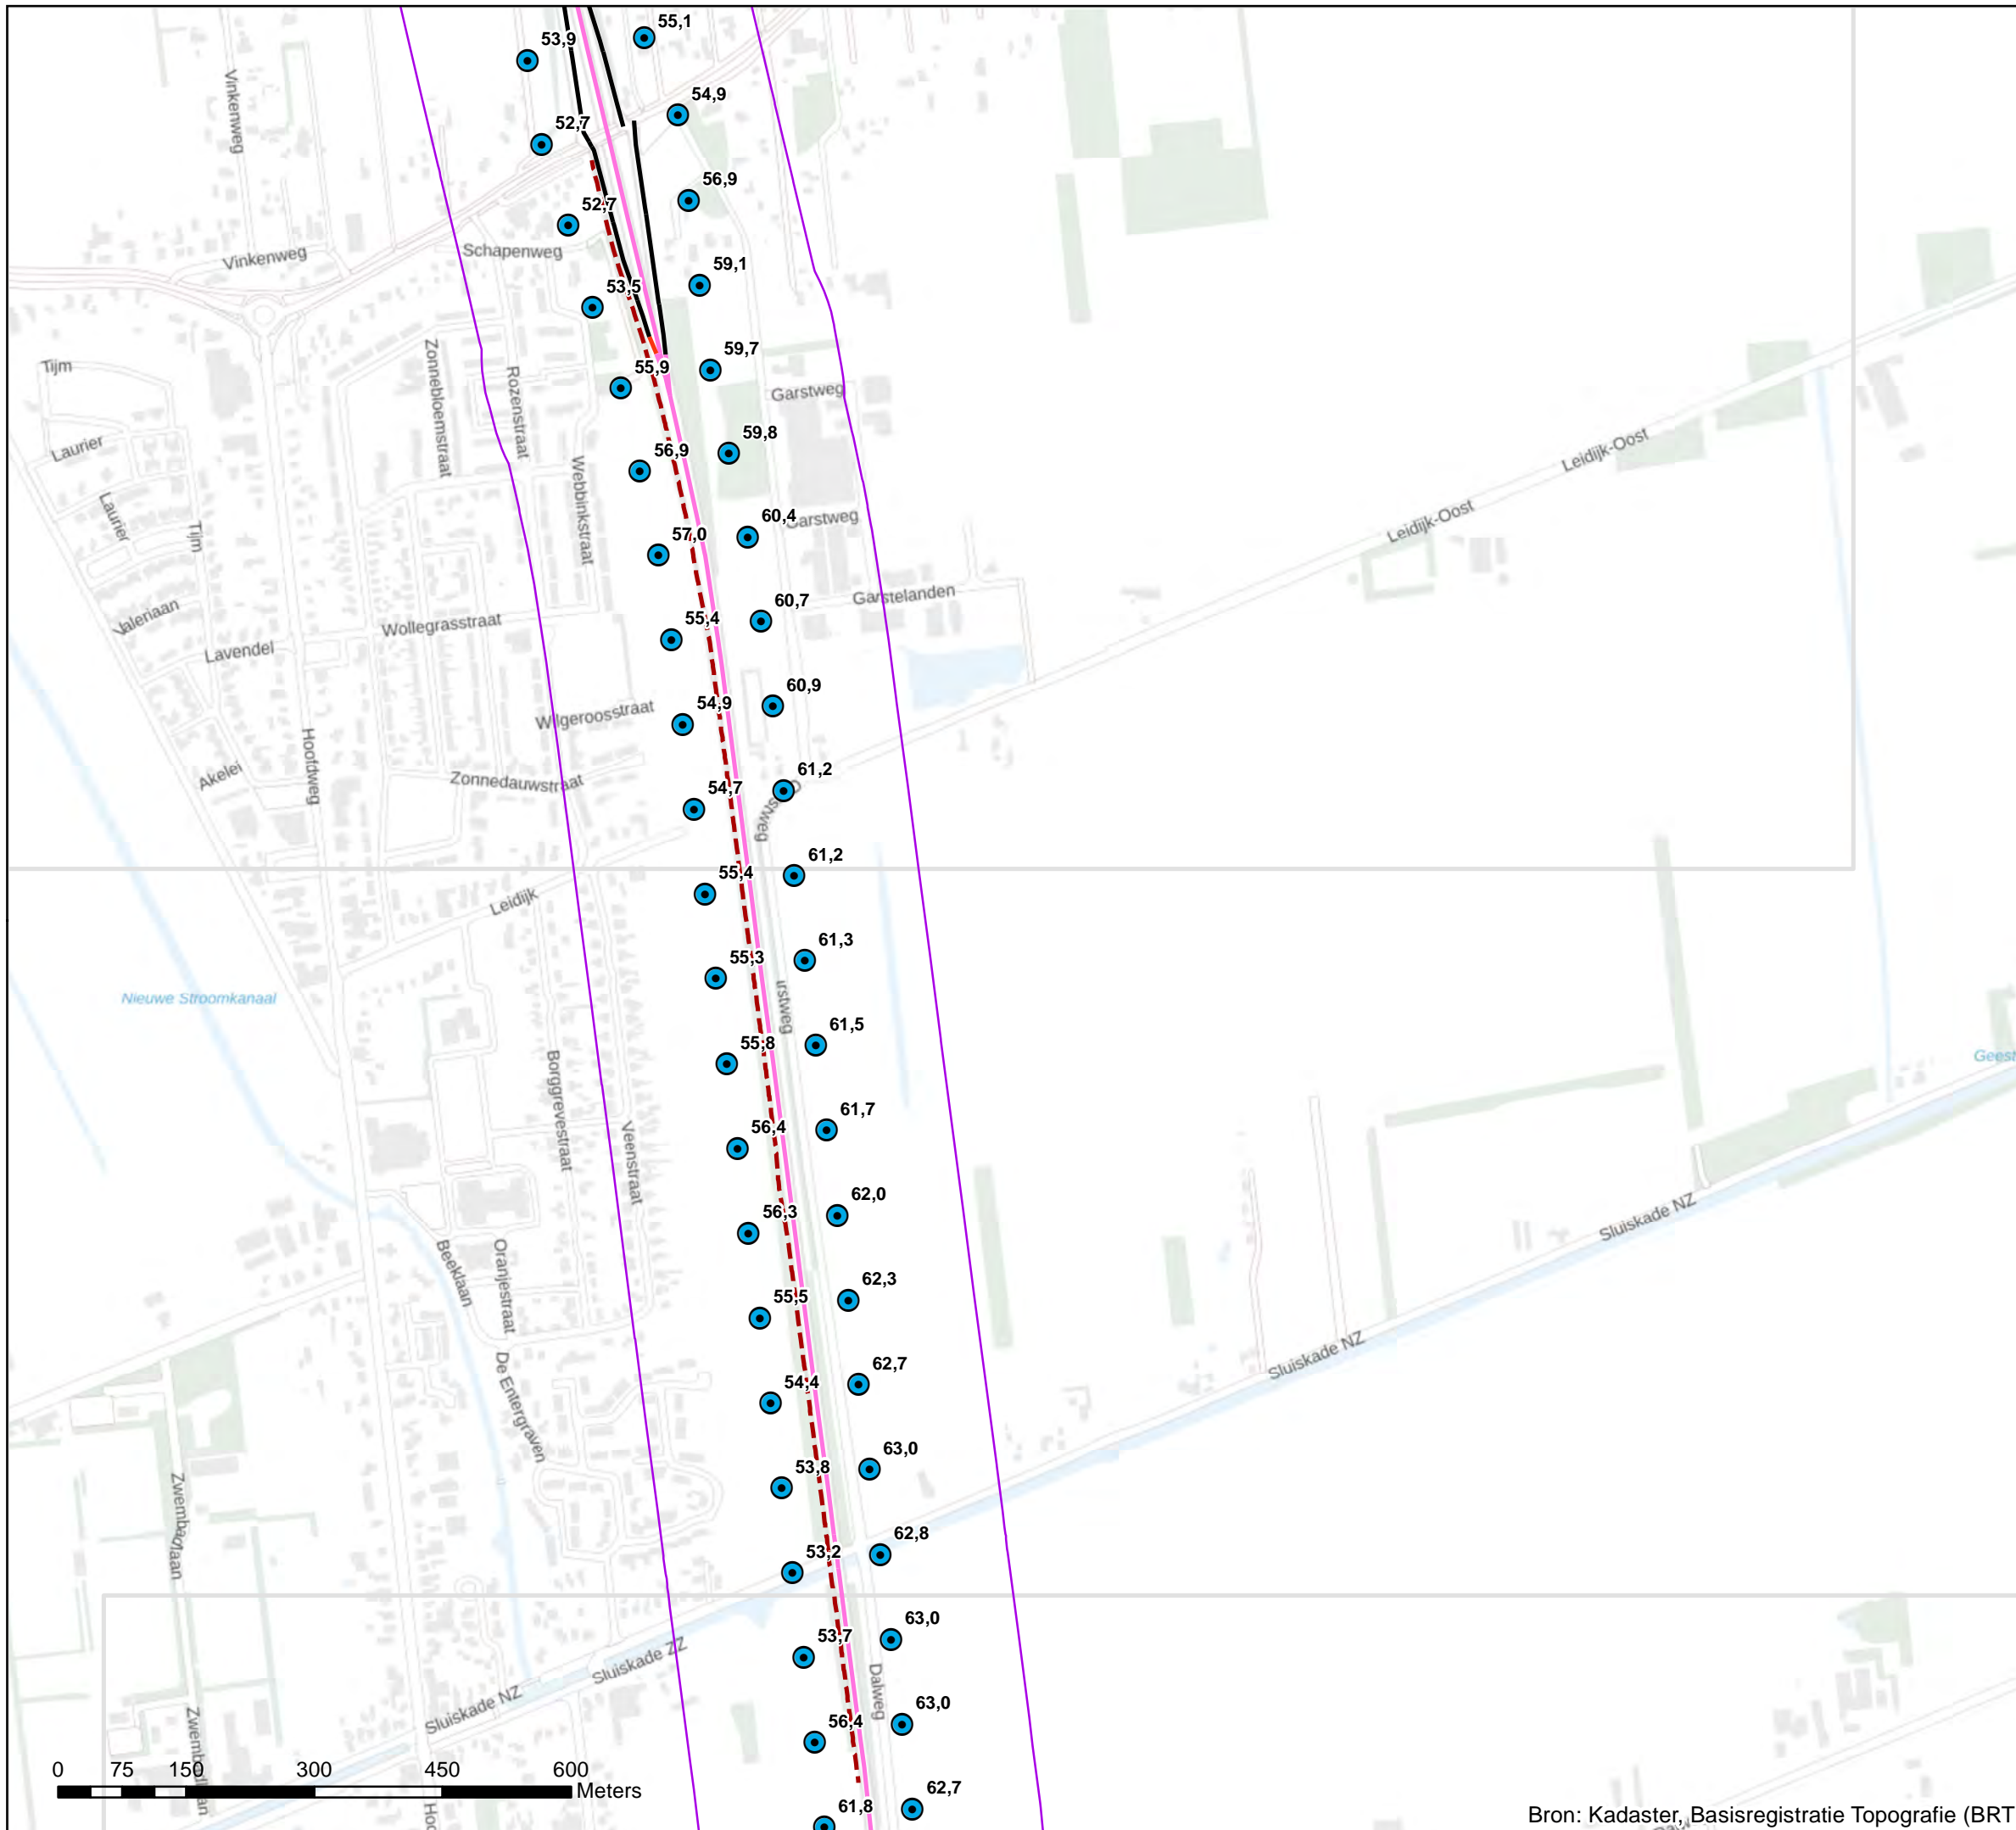 55,1
53,9
Vinkenweg
54,9
52,7
56,9
52,7
Schapenweg
Vinkenweg
59,1
53,5
59,7
Tijm
55,9
Zonnebloemstraat
Rozenstraat
Garstweg
59,8
Laurier
56,9
Leidijk-Oost
Webbinkstraat
Laurier
Tijm
60,4
Garstweg
Leidijk-Oost
57,0
Garstelanden
60,7
Valeriaan
55,4
Wollegrasstraat
Lavendel
60,9
54,9
Wilgeroosstraat
Hoofdweg
Akelei
Zonnedauwstraat
61,2
54,7
61,2
55,4
Leidijk
61,3
55,3
Nieuwe Stroomkanaal
61,5
55,8
Geest
Borggrevestraat
61,7
56,4
Veenstraat
62,0
56,3
Sluiskade NZ
Beeklaan
Oranjestraat
62,3
55,5
Sluiskade NZ
De Entergraven
62,7
54,4
63,0
53,8
62,8
53,2
63,0
53,7
Sluiskade ZZ
Dalweg
Sluiskade NZ
63,0
56,4
0 75 150 300 450 600
Meters
62,7
61,8
Bron: Kadaster, Basisregistratie Topografie (BRT